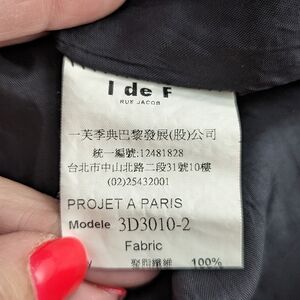 I de F
RUE JACOB
一芙季典巴黎發展(股)公司
統一編號:12481828
台北市中山北路二段31號10樓
(02)25432001
PROJET A PARIS
Modele 3D3010-2
Fabric
聚脂纖維 100%